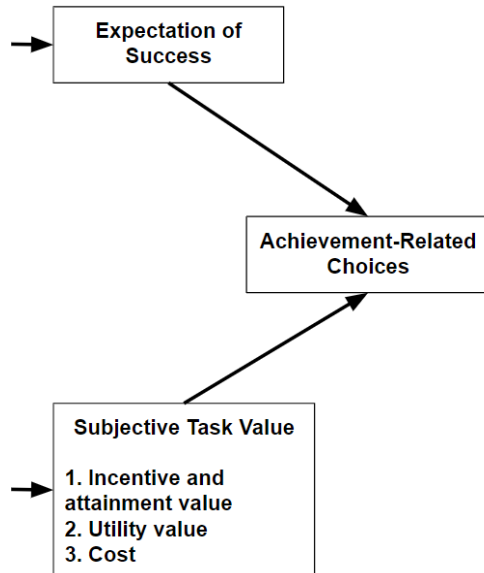 Expectation of
Success
Achievement-Related
Choices
Subjective Task Value
1. Incentive and
attainment value
2. Utility value
3. Cost